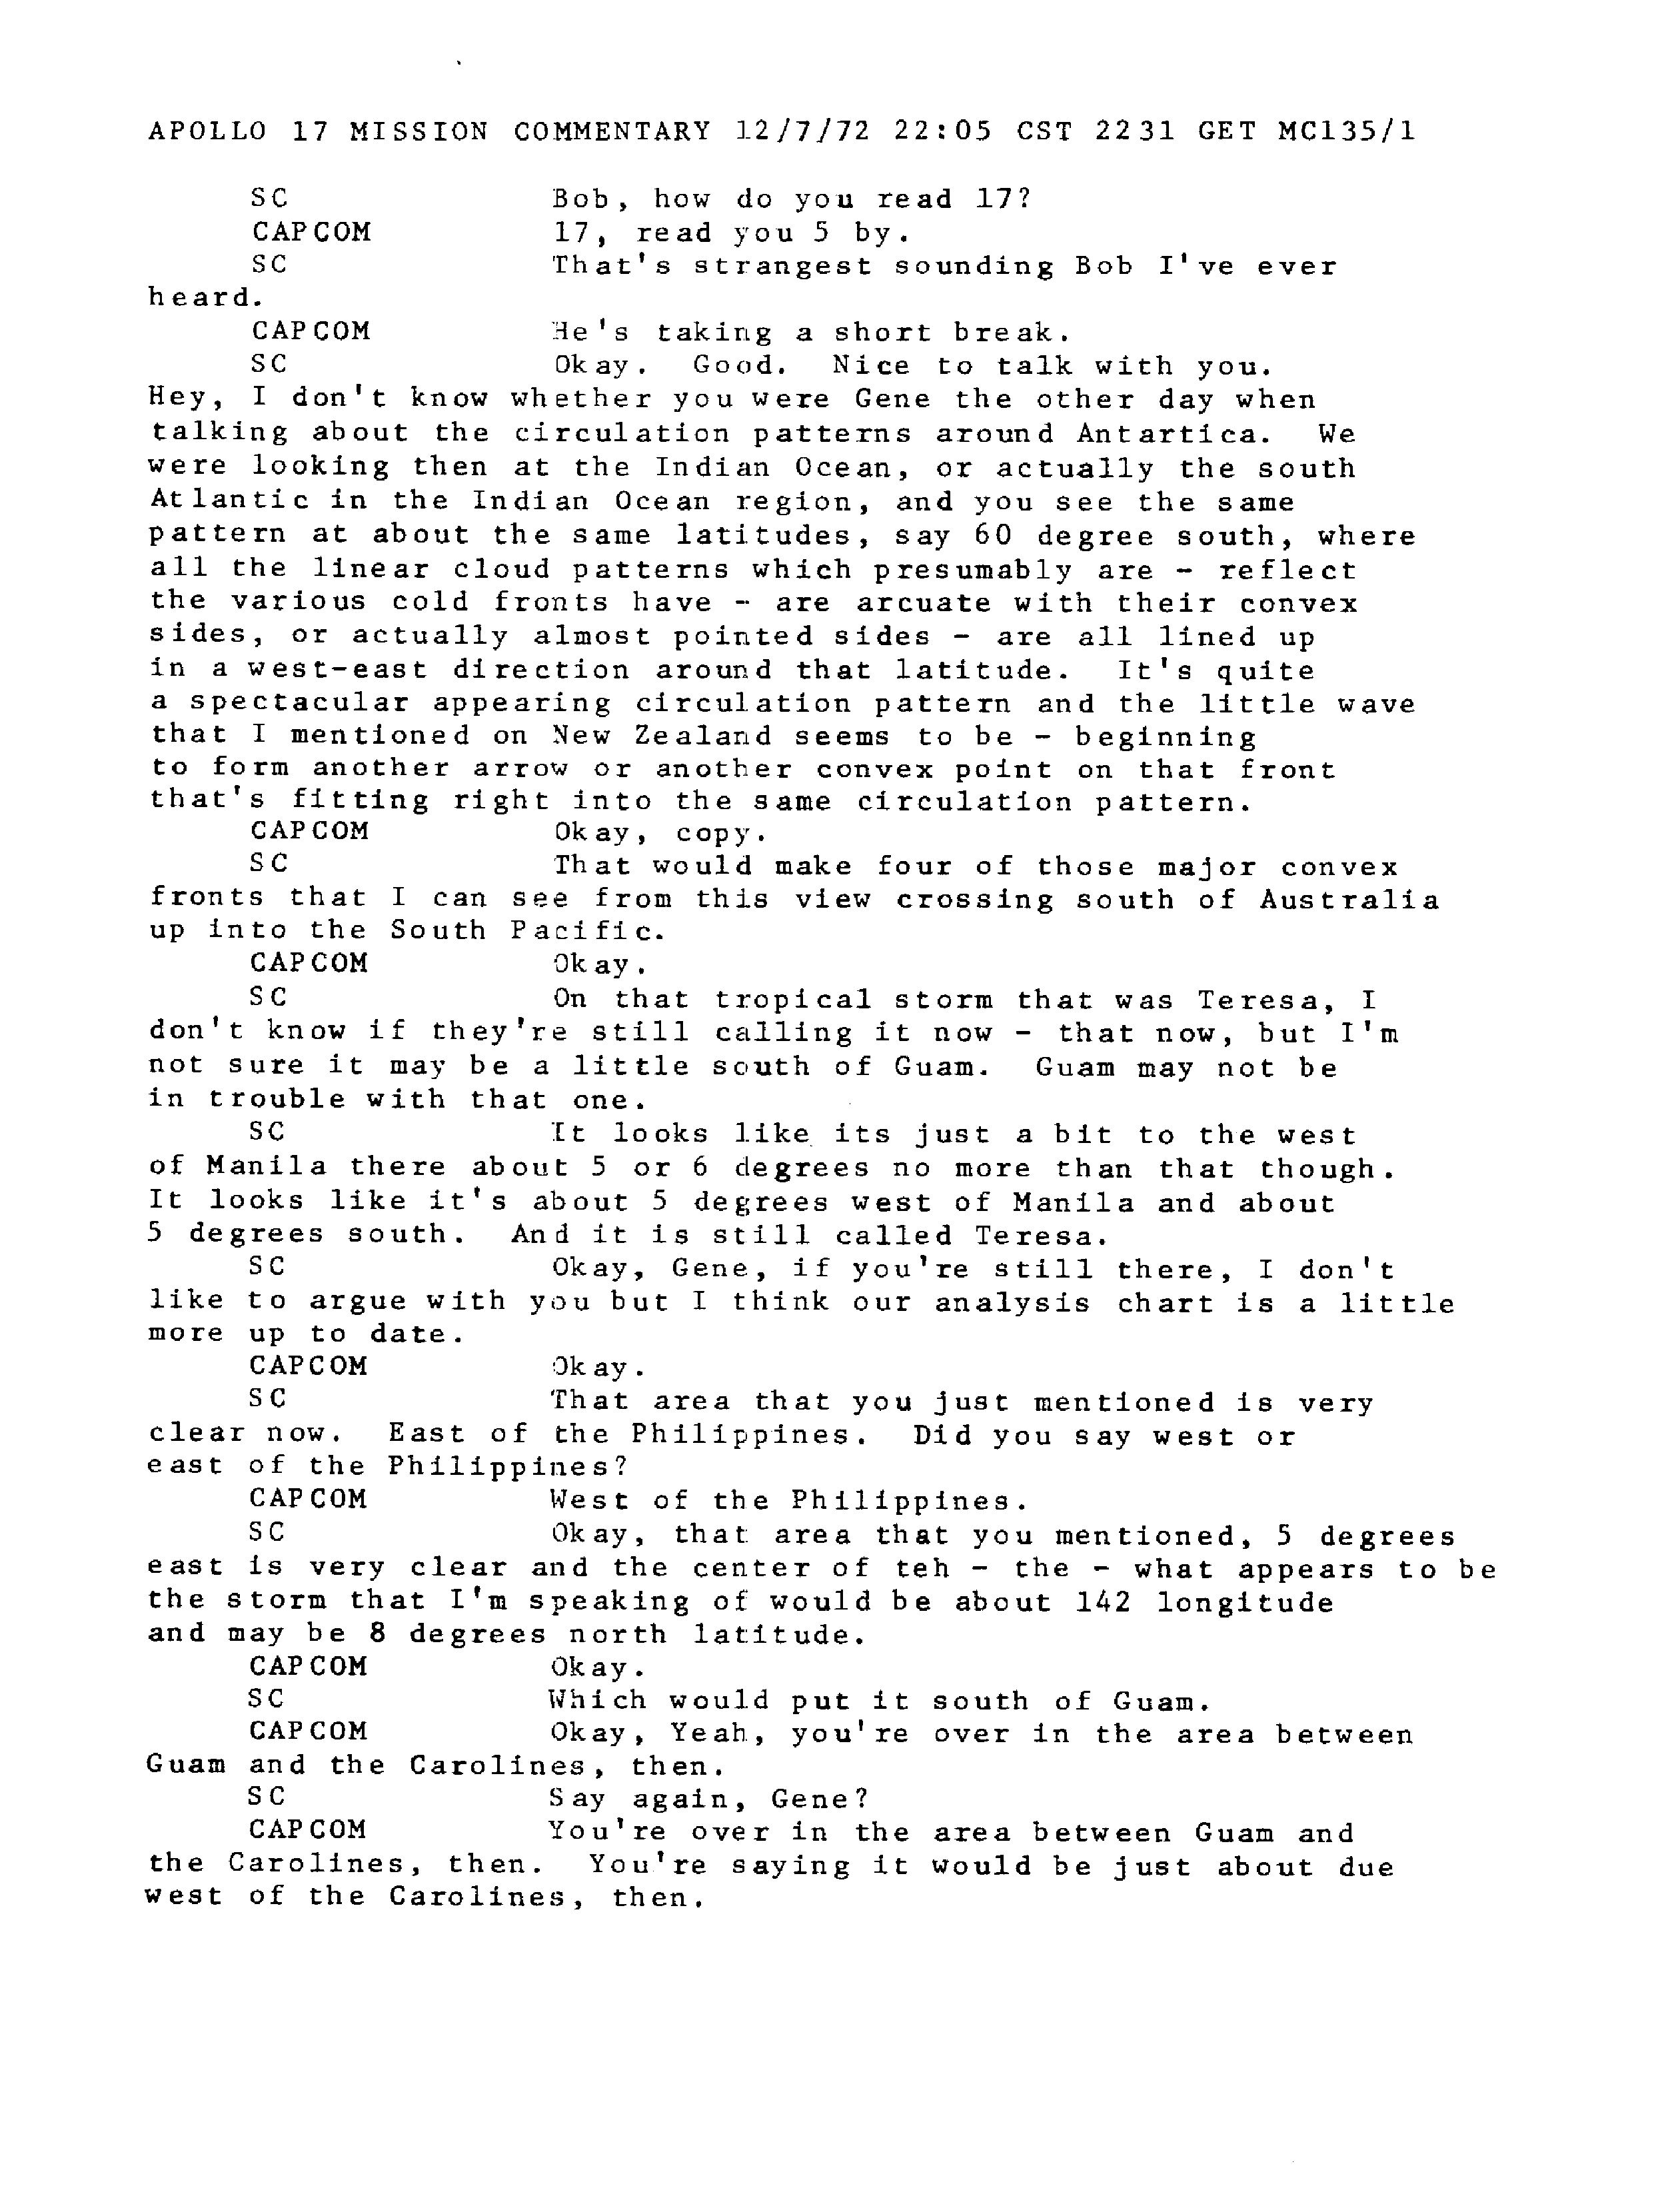 APOLLO 17 MISSION COMMENTARY 12/7/72 22:05 CST 2231 GET MC135/1
SC Bob, how do you read 17?
CAPCOM 17, read you 5 by.
SC That's strangest sounding Bob I've ever
heard.
CAPCOM He's taking a short break.
SC Okay. Good. Nice to talk with you.
Hey, I don't know whether you were Gene the other day when
talking about the circulation patterns around Antartica. We
were looking then at the Indian Ocean, or actually the south
Atlantic in the Indian Ocean region, and you see the same
pattern at about the same latitudes, say 60 degree south, where
all the linear cloud patterns which presumably are - reflect
the various cold fronts have - are arcuate with their convex
sides, or actually almost pointed sides - are all lined up
in a west-east direction around that latitude. It's quite
a spectacular appearing circulation pattern and the little wave
that I mentioned on New Zealand seems to be - beginning
to form another arrow or another convex point on that front
that's fitting right into the same circulation pattern.
CAPCOM Okay, copy.
SC That would make four of those major convex
fronts that I can see from this view crossing south of Australia
up into the South Pacific.
CAPCOM Okay.
SC On that tropical storm that was Teresa, I
don't know if they're still calling it now - that now, but I'm
not sure it may be a little south of Guam. Guam may not be
in trouble with that one.
SC It looks like its just a bit to the west
of Manila there about 5 or 6 degrees no more than that though.
It looks like it's about 5 degrees west of Manila and about
5 degrees south. And it is still called Teresa.
SC Okay, Gene, if you're still there, I don't
like to argue with you but I think our analysis chart is a little
more up to date.
CAPCOM Okay.
SC That area that you just mentioned is very
clear now. East of the Philippines. Did you say west or
east of the Philippines?
CAPCOM West of the Philippines.
SC Okay, that area that you mentioned, 5 degrees
east is very clear and the center of teh - the - what appears to be
the storm that I'm speaking of would be about 142 longitude
and may be 8 degrees north latitude.
CAPCOM Okay.
SC Which would put it south of Guam.
CAPCOM Okay, Yeah, you're over in the area between
Guam and the Carolines, then.
SC Say again, Gene?
CAPCOM You're over in the area between Guam and
the Carolines, then. You're saying it would be just about due
west of the Carolines, then.